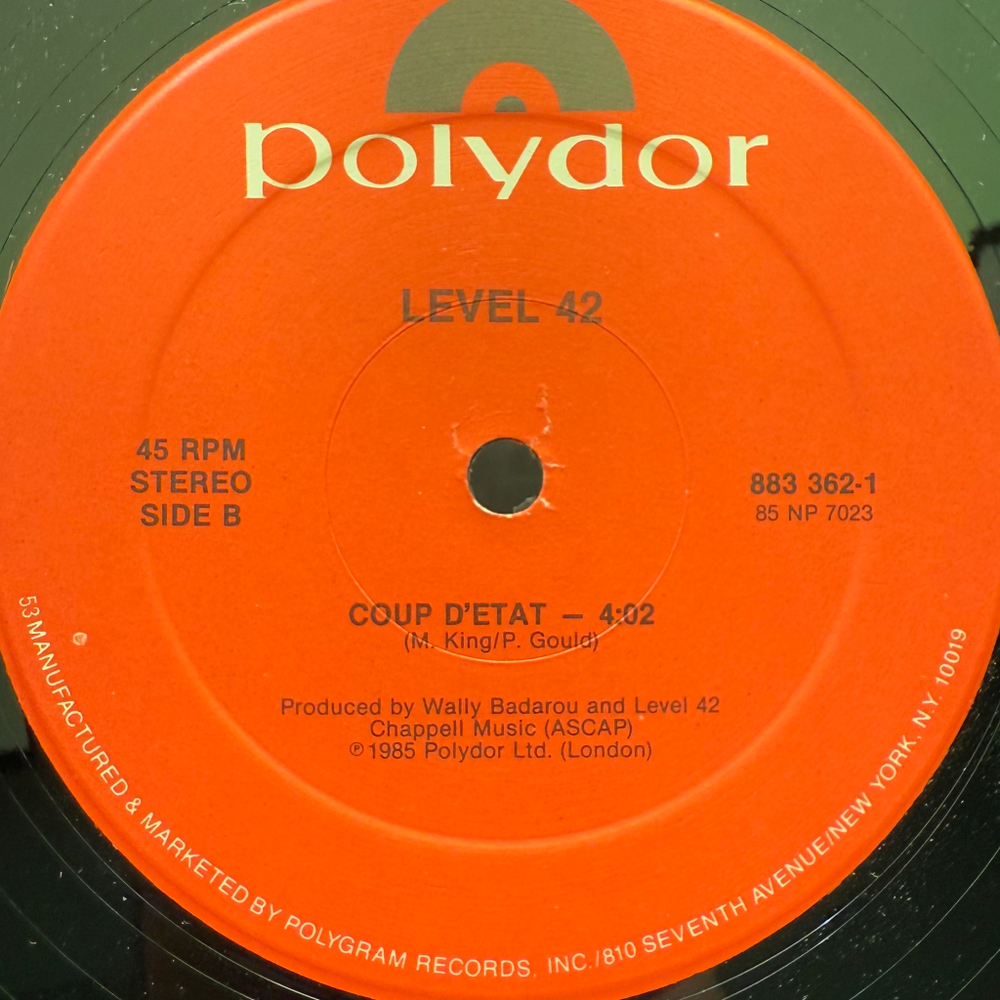 polydor
LEVEL 42
45 RPM
STEREO
SIDE B
883 362-1
85 NP 7023
COUP D'ETAT — 4:02
(M. King/P. Gould)
Produced by Wally Badarou and Level 42
Chappell Music (ASCAP)
℗ 1985 Polydor Ltd. (London)
53 MANUFACTURED & MARKETED BY POLYGRAM RECORDS, INC./810 SEVENTH AVENUE/NEW YORK, N.Y. 10019